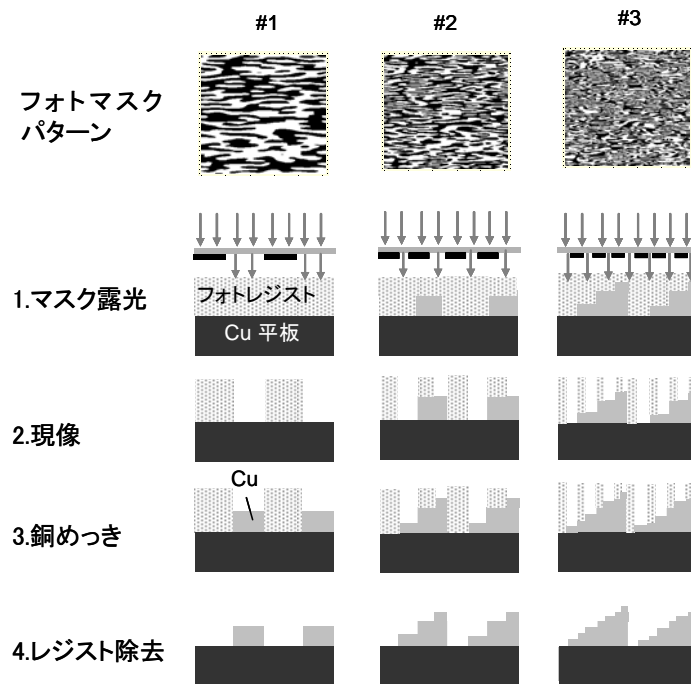 #1
#2
#3
フォトマスク
パターン
1.マスク露光
フォトレジスト
Cu 平板
2.現像
Cu
3.銅めっき
4.レジスト除去